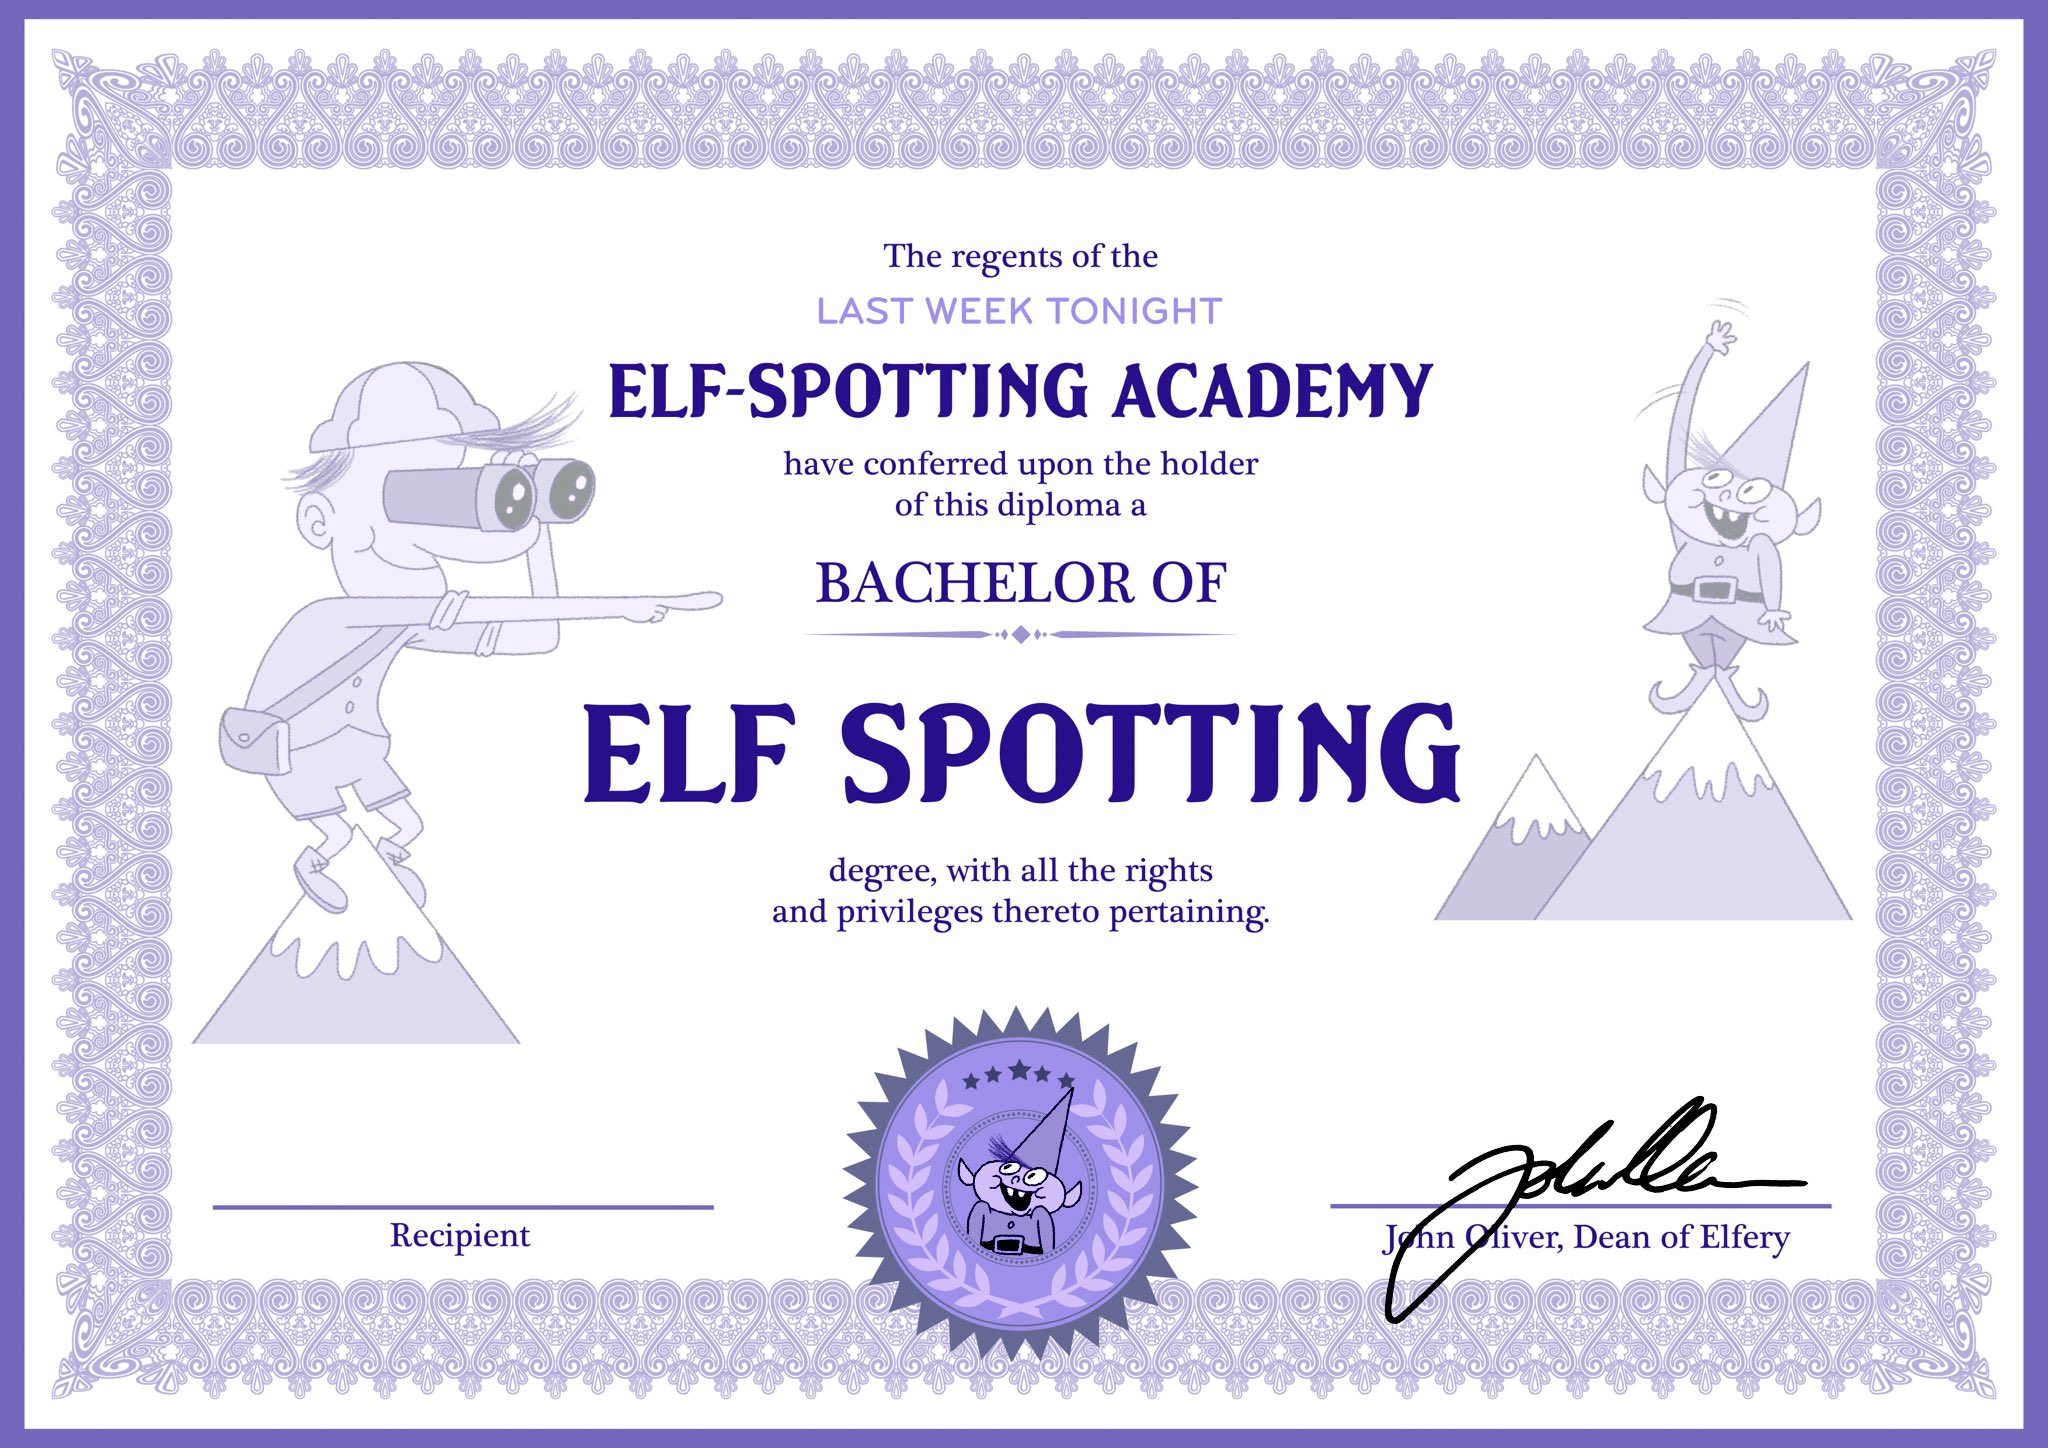 The regents of the
LAST WEEK TONIGHT
ELF-SPOTTING ACADEMY
have conferred upon the holder
of this diploma a
BACHELOR OF
ELF SPOTTING
degree, with all the rights
and privileges thereto pertaining.
Recipient
John Oliver, Dean of Elfery